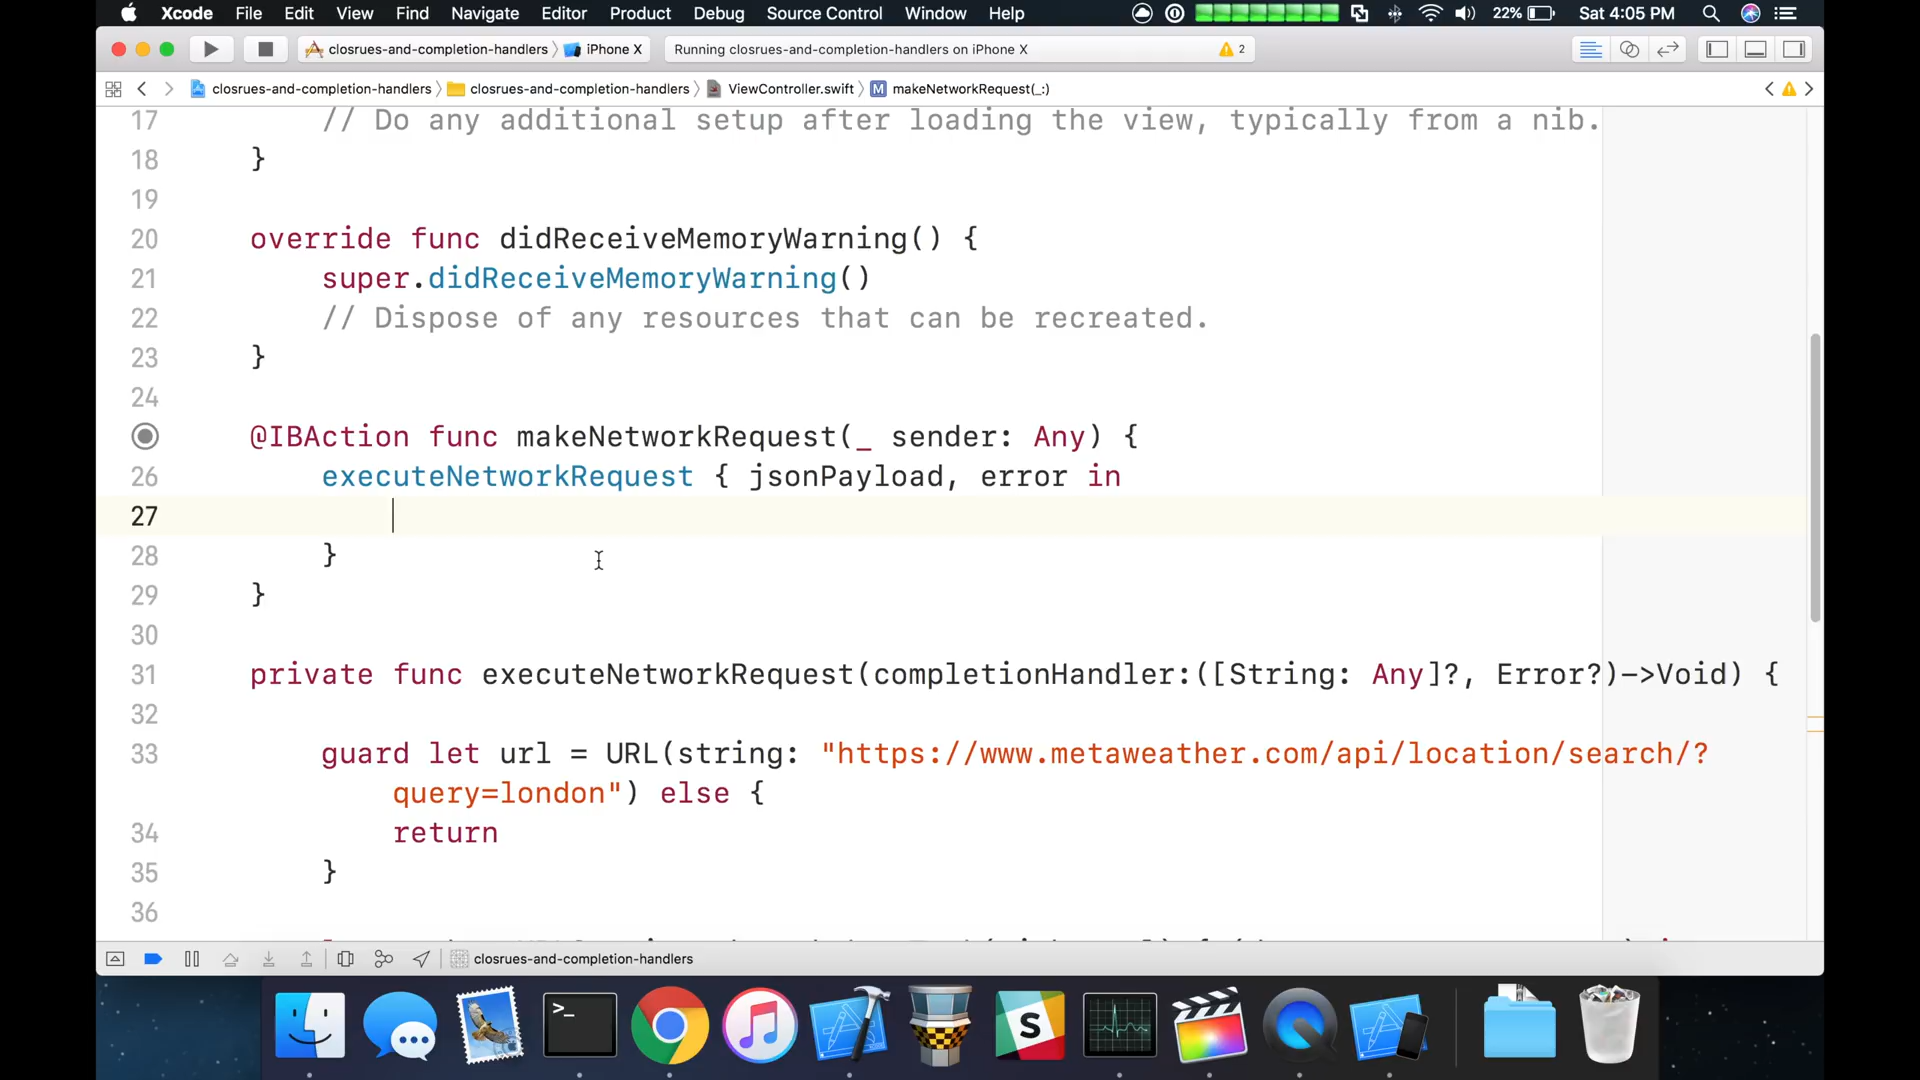 Xcode File Edit View Find Navigate Editor Product Debug Source Control Window Help 22% Sat 4:05 PM
closrues-and-completion-handlers iPhone X Running closrues-and-completion-handlers on iPhone X 2
closrues-and-completion-handlers closrues-and-completion-handlers ViewController.swift M makeNetworkRequest(_:)
17 // Do any additional setup after loading the view, typically from a nib.
18 }
19
20 override func didReceiveMemoryWarning() {
21 super.didReceiveMemoryWarning()
22 // Dispose of any resources that can be recreated.
23 }
24
@IBAction func makeNetworkRequest(_ sender: Any) {
26 executeNetworkRequest { jsonPayload, error in
27
28 }
29 }
30
31 private func executeNetworkRequest(completionHandler:([String: Any]?, Error?)->Void) {
32
33 guard let url = URL(string: "https://www.metaweather.com/api/location/search/?
query=london") else {
34 return
35 }
36
closrues-and-completion-handlers
>_ S